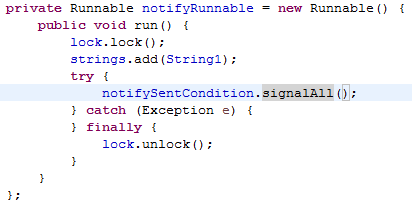 private Runnable notifyRunnable = new Runnable() {
    public void run() {
        lock.lock();
        strings.add(String1);
        try {
            notifySentCondition.signalAll();
        } catch (Exception e) {
        } finally {
            lock.unlock();
        }
    }
};